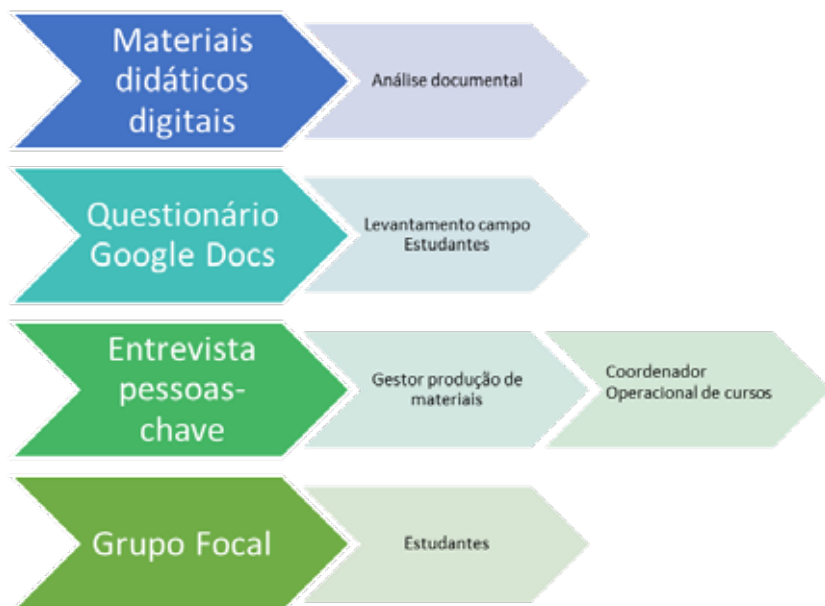 Materiais
didáticos
digitais
Análise documental
Questionário
Google Docs
Levantamento campo
Estudantes
Entrevista
pessoas-
chave
Gestor produção de
materiais
Coordenador
Operacional de cursos
Grupo Focal
Estudantes